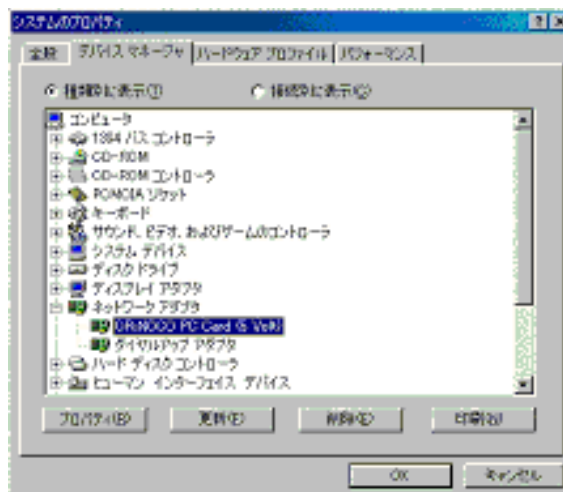 システムのプロパティ
全般 デバイス マネージャ ハードウェア プロファイル パフォーマンス
種類別に表示(T) 接続別に表示(C)
コンピュータ
1394 バス コントローラ
CD-ROM
CD-ROM コントローラ
PCMCIA ソケット
キーボード
サウンド、ビデオ、およびゲームのコントローラ
システム デバイス
ディスク ドライブ
ディスプレイ アダプタ
ネットワーク アダプタ
ORiNOCO PC Card (5 Volt)
ダイヤルアップ アダプタ
ハード ディスク コントローラ
ヒューマン インターフェイス デバイス
プロパティ(R) 更新(F) 削除(E) 印刷(N)
OK キャンセル